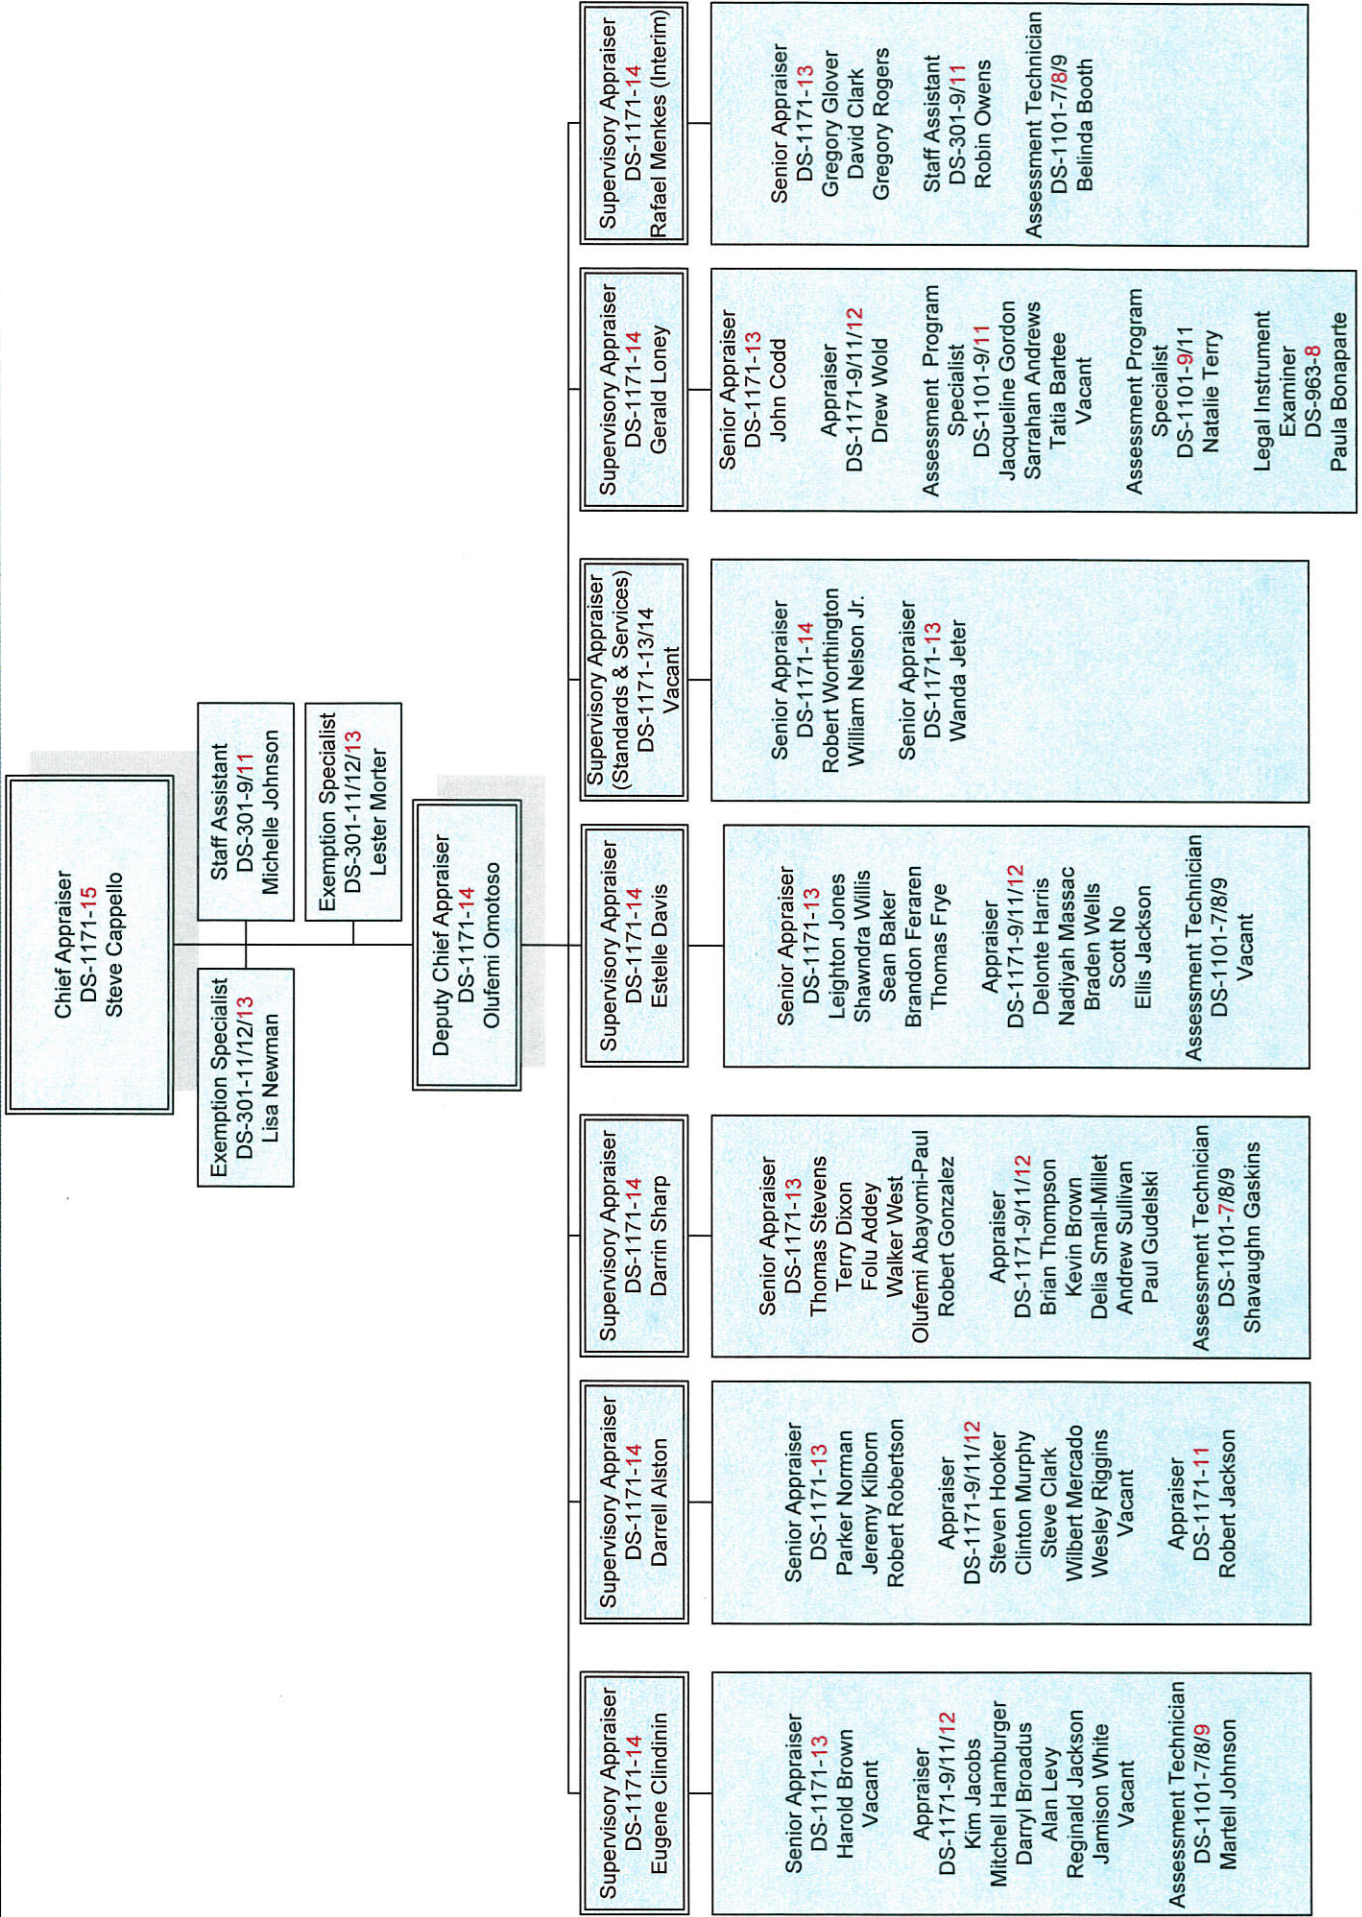 Chief Appraiser
DS-1171-15
Steve Cappello
Exemption Specialist
DS-301-11/12/13
Lisa Newman
Staff Assistant
DS-301-9/11
Michelle Johnson
Exemption Specialist
DS-301-11/12/13
Lester Morter
Deputy Chief Appraiser
DS-1171-14
Olufemi Omotoso
Supervisory Appraiser
DS-1171-14
Eugene Clindinin
Senior Appraiser
DS-1171-13
Harold Brown
Vacant
Appraiser
DS-1171-9/11/12
Kim Jacobs
Mitchell Hamburger
Darryl Broadus
Alan Levy
Reginald Jackson
Jamison White
Vacant
Assessment Technician
DS-1101-7/8/9
Martell Johnson
Supervisory Appraiser
DS-1171-14
Darrell Alston
Senior Appraiser
DS-1171-13
Parker Norman
Jeremy Kilborn
Robert Robertson
Appraiser
DS-1171-9/11/12
Steven Hooker
Clinton Murphy
Steve Clark
Wilbert Mercado
Wesley Riggins
Vacant
Appraiser
DS-1171-11
Robert Jackson
Supervisory Appraiser
DS-1171-14
Darrin Sharp
Senior Appraiser
DS-1171-13
Thomas Stevens
Terry Dixon
Folu Addey
Walker West
Olufemi Abayomi-Paul
Robert Gonzalez
Appraiser
DS-1171-9/11/12
Brian Thompson
Kevin Brown
Delia Small-Millet
Andrew Sullivan
Paul Gudelski
Assessment Technician
DS-1101-7/8/9
Shavaughn Gaskins
Supervisory Appraiser
DS-1171-14
Estelle Davis
Senior Appraiser
DS-1171-13
Leighton Jones
Shawndra Willis
Sean Baker
Brandon Feraren
Thomas Frye
Appraiser
DS-1171-9/11/12
Delonte Harris
Nadiyah Massac
Braden Wells
Scott No
Ellis Jackson
Assessment Technician
DS-1101-7/8/9
Vacant
Supervisory Appraiser
(Standards & Services)
DS-1171-13/14
Vacant
Senior Appraiser
DS-1171-14
Robert Worthington
William Nelson Jr.
Senior Appraiser
DS-1171-13
Wanda Jeter
Supervisory Appraiser
DS-1171-14
Gerald Loney
Senior Appraiser
DS-1171-13
John Codd
Appraiser
DS-1171-9/11/12
Drew Wold
Assessment Program
Specialist
DS-1101-9/11
Jacqueline Gordon
Sarrahan Andrews
Tatia Bartee
Vacant
Assessment Program
Specialist
DS-1101-9/11
Natalie Terry
Legal Instrument
Examiner
DS-963-8
Paula Bonaparte
Supervisory Appraiser
DS-1171-14
Rafael Menkes (Interim)
Senior Appraiser
DS-1171-13
Gregory Glover
David Clark
Gregory Rogers
Staff Assistant
DS-301-9/11
Robin Owens
Assessment Technician
DS-1101-7/8/9
Belinda Booth